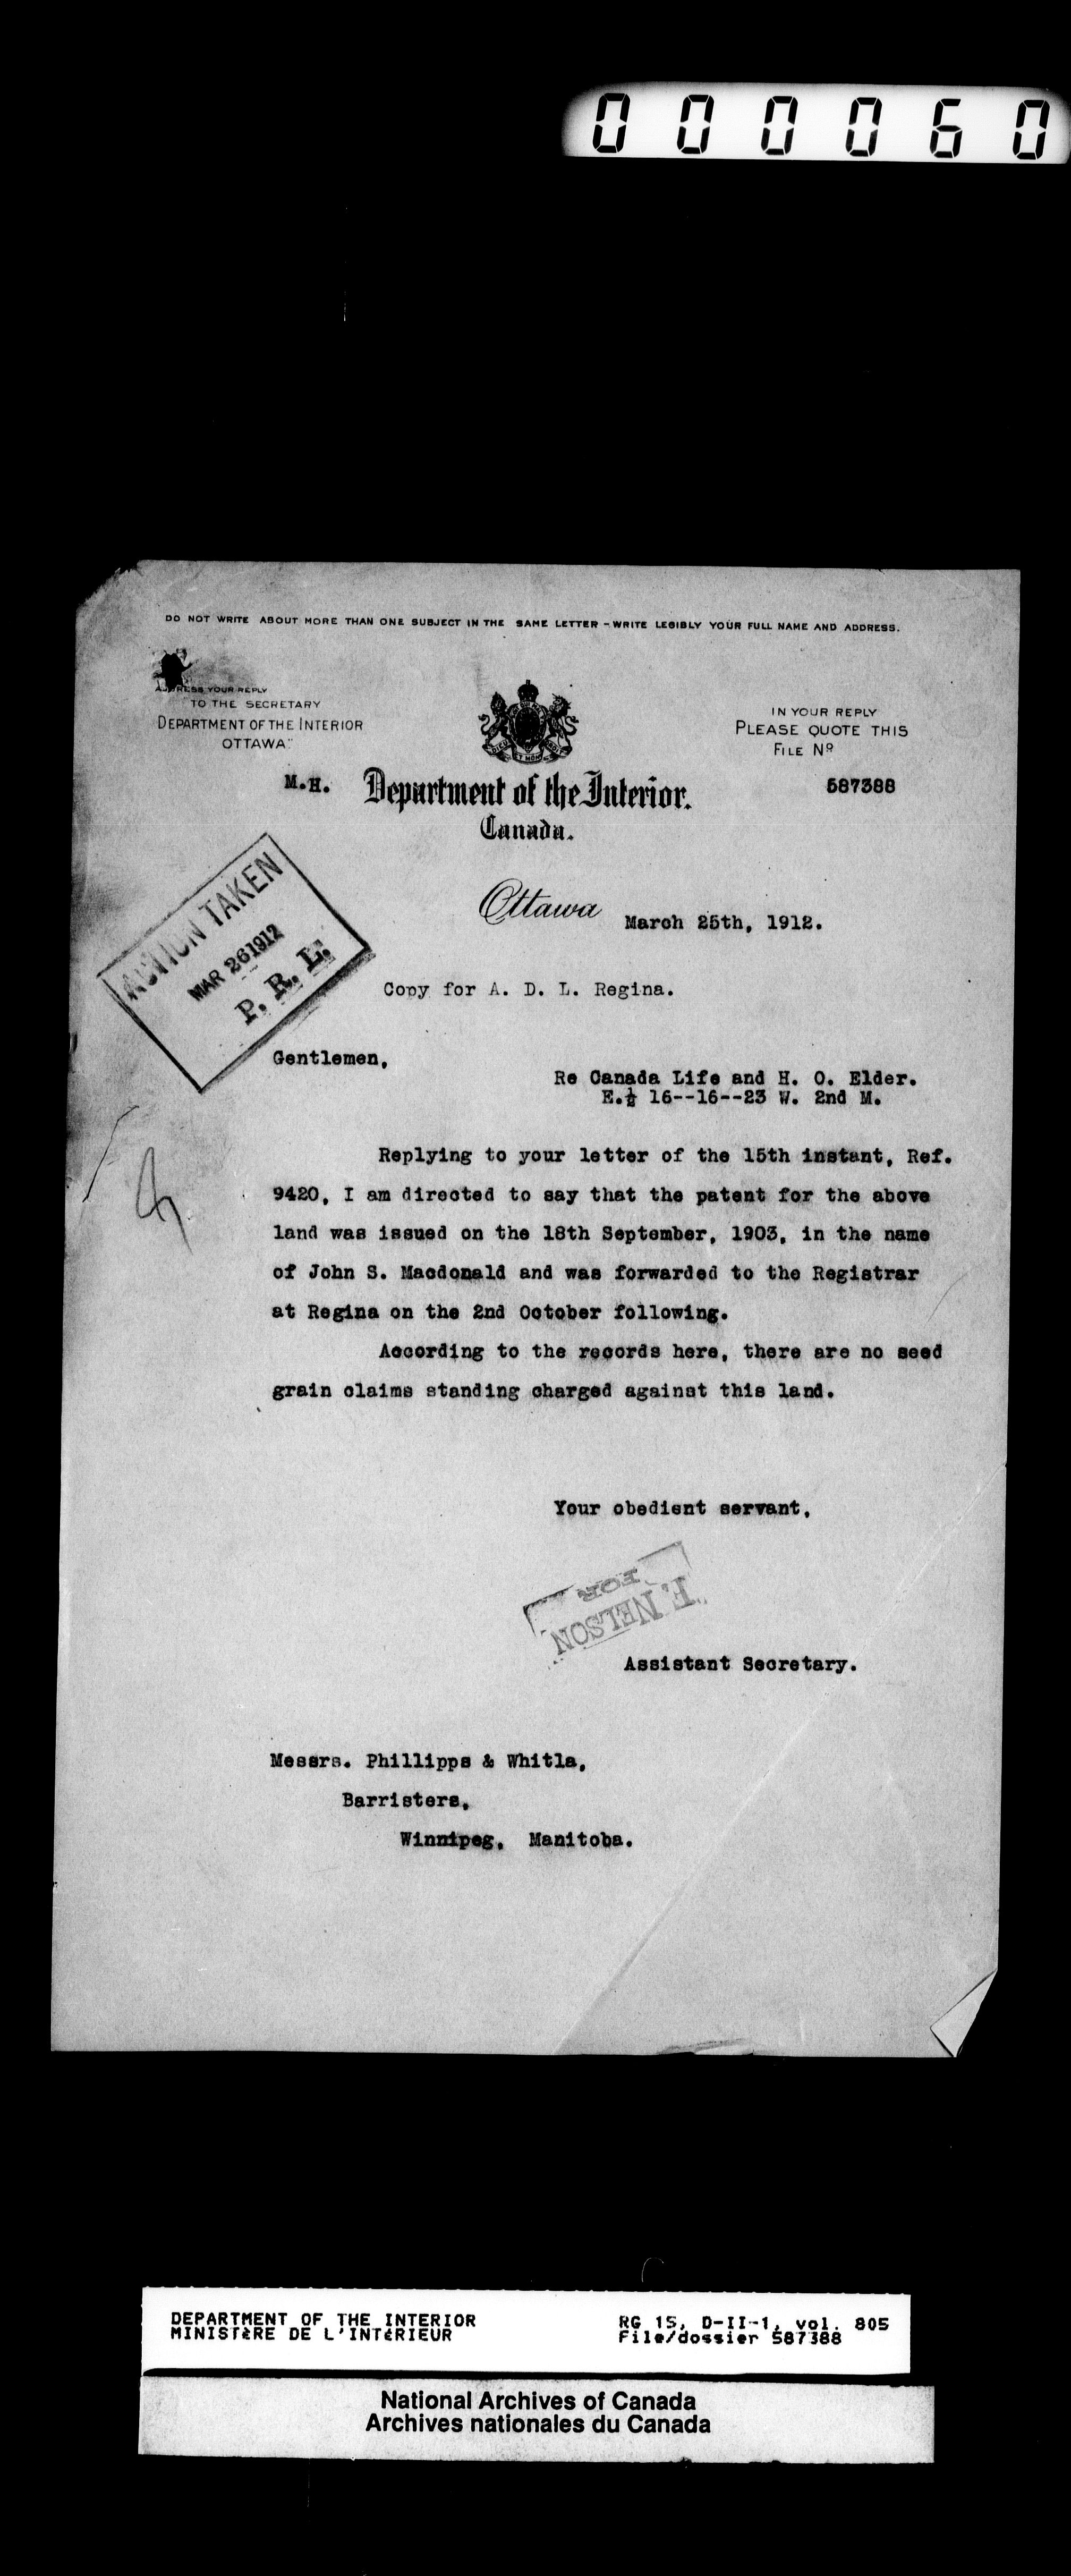 000060
DO NOT WRITE ABOUT MORE THAN ONE SUBJECT IN THE SAME LETTER - WRITE LEGIBLY YOUR FULL NAME AND ADDRESS.
ADDRESS YOUR REPLY
"TO THE SECRETARY
DEPARTMENT OF THE INTERIOR
OTTAWA."
IN YOUR REPLY
PLEASE QUOTE THIS
FILE Nº
M.H.
587388
Department of the Interior.
Canada.
ACTION TAKEN
MAR 26 1912
P. R. L.
Ottawa March 25th, 1912.
Copy for A. D. L. Regina.
Gentlemen,
Re Canada Life and H. O. Elder.
E.½ 16--16--23 W. 2nd M.
Replying to your letter of the 15th instant, Ref.
9420, I am directed to say that the patent for the above
land was issued on the 18th September, 1903, in the name
of John S. Macdonald and was forwarded to the Registrar
at Regina on the 2nd October following.
According to the records here, there are no seed
grain claims standing charged against this land.
Your obedient servant,
F. NELSON
FOR
Assistant Secretary.
Messrs. Phillipps & Whitla,
Barristers,
Winnipeg, Manitoba.
DEPARTMENT OF THE INTERIOR
MINISTèRE DE L'INTéRIEUR
RG 15, D-II-1, vol. 805
File/dossier 587388
National Archives of Canada
Archives nationales du Canada